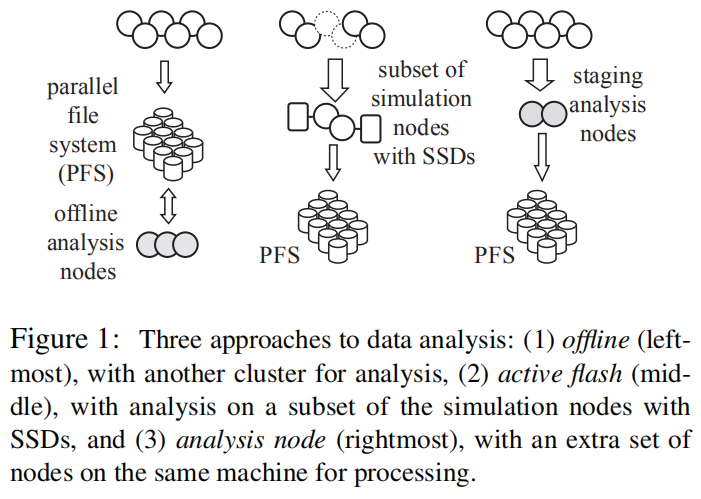 parallel
file
system
(PFS)
offline
analysis
nodes
subset of
simulation
nodes
with SSDs
PFS
staging
analysis
nodes
PFS
Figure 1: Three approaches to data analysis: (1) offline (left-
most), with another cluster for analysis, (2) active flash (mid-
dle), with analysis on a subset of the simulation nodes with
SSDs, and (3) analysis node (rightmost), with an extra set of
nodes on the same machine for processing.